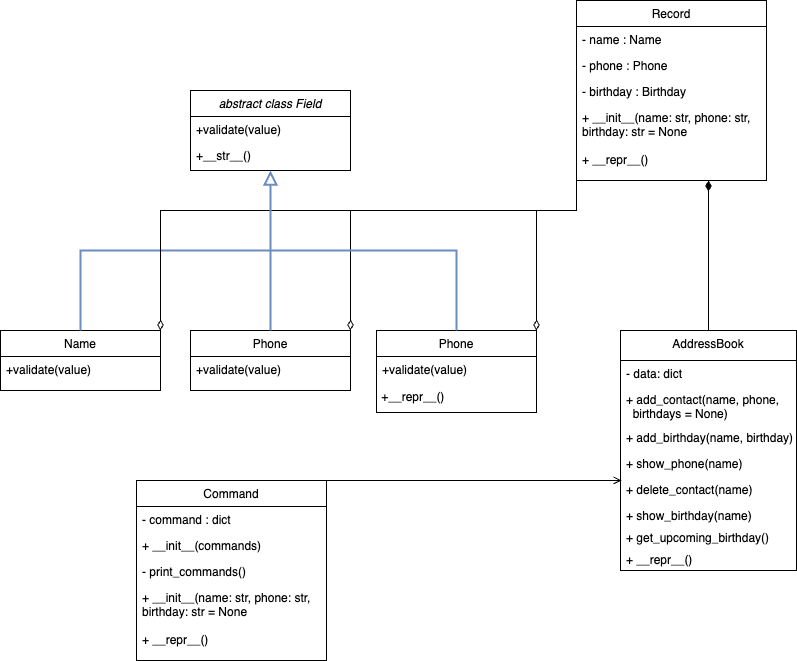 Record
- name : Name
- phone : Phone
- birthday : Birthday
+ __init__(name: str, phone: str,
birthday: str = None
+ __repr__()
abstract class Field
+validate(value)
+__str__()
Name
+validate(value)
Phone
+validate(value)
Phone
+validate(value)
+__repr__()
AddressBook
- data: dict
+ add_contact(name, phone,
birthdays = None)
+ add_birthday(name, birthday)
+ show_phone(name)
+ delete_contact(name)
+ show_birthday(name)
+ get_upcoming_birthday()
+ __repr__()
Command
- command : dict
+ __init__(commands)
- print_commands()
+ __init__(name: str, phone: str,
birthday: str = None
+ __repr__()